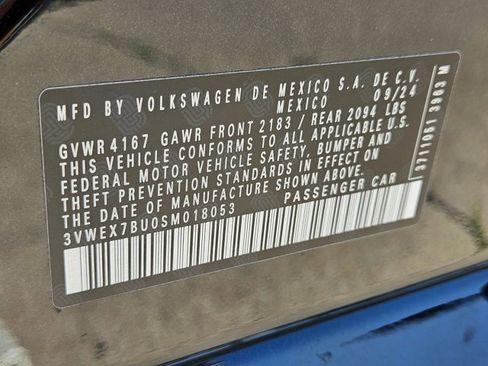 MFD BY VOLKSWAGEN DE MEXICO S.A. DE C.V.
MEXICO 09/24
GVWR 4167 GAWR FRONT 2183 / REAR 2094 LBS
THIS VEHICLE CONFORMS TO ALL APPLICABLE U.S.
FEDERAL MOTOR VEHICLE SAFETY, BUMPER AND
THEFT PREVENTION STANDARDS IN EFFECT ON
THE DATE OF MANUFACTURE SHOWN ABOVE.
3VWEX7BU0SM018053 PASSENGER CAR